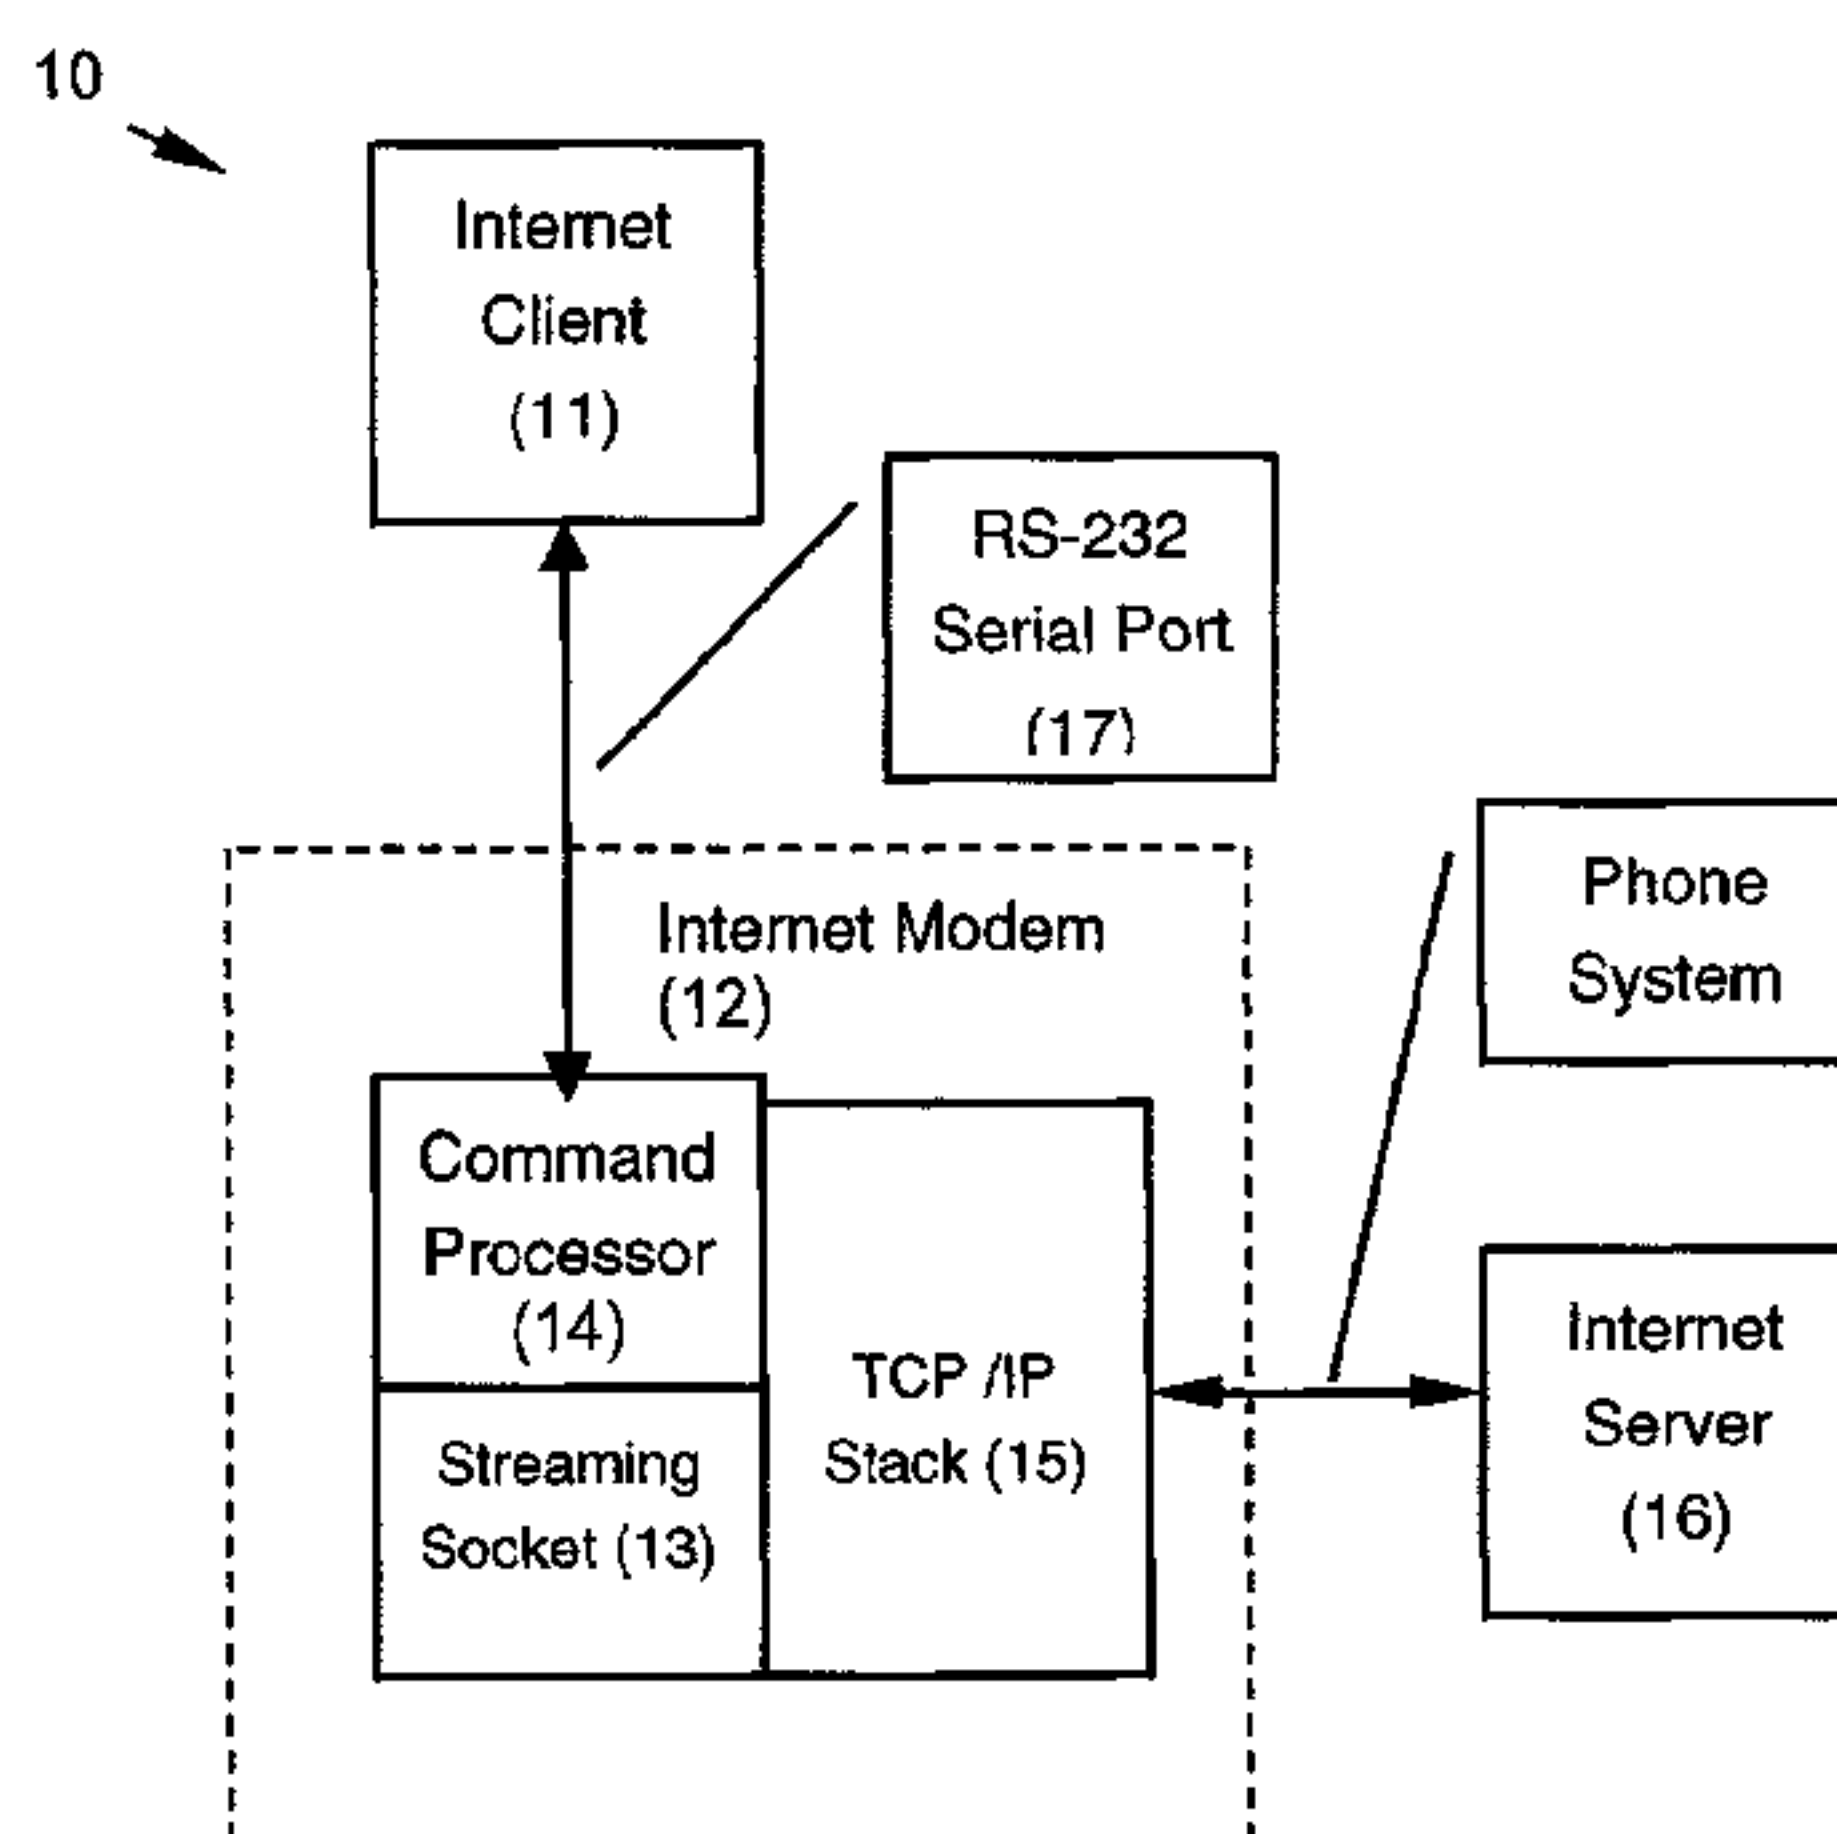 10
Internet
Client
(11)
RS-232
Serial Port
(17)
Internet Modem
(12)
Phone
System
Command
Processor
(14)
TCP /IP
Stack (15)
Streaming
Socket (13)
Internet
Server
(16)